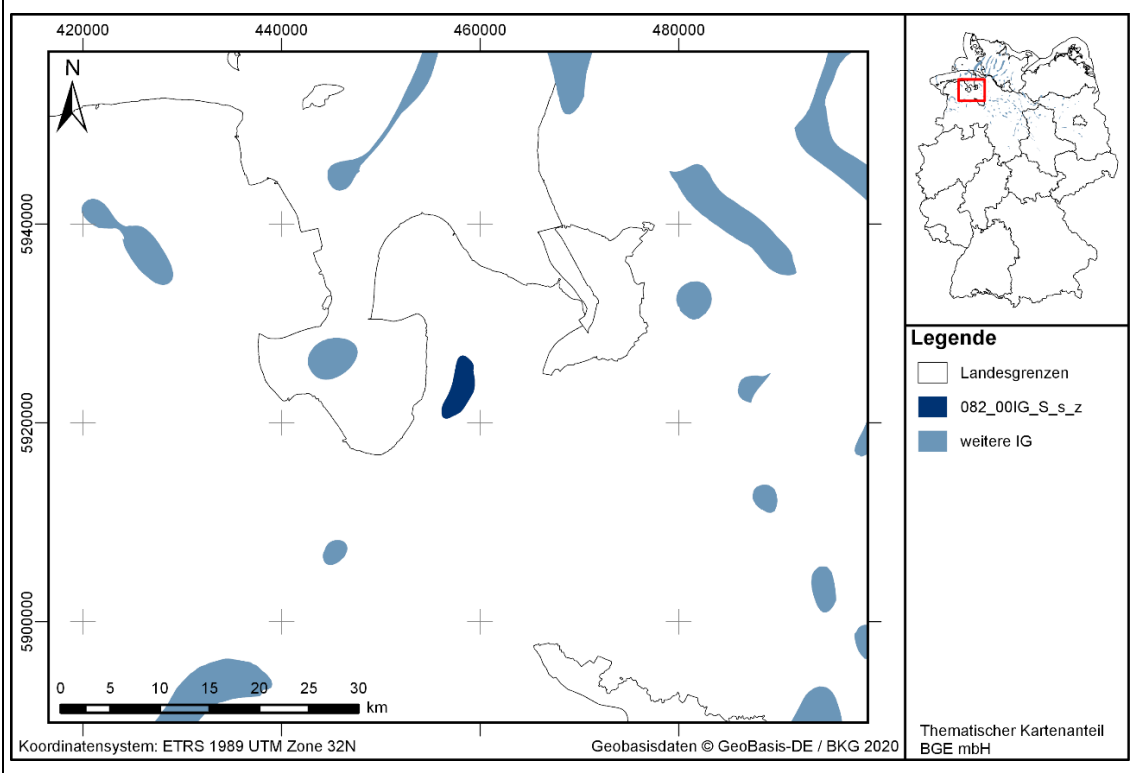 420000 440000 460000 480000
N
5940000
5920000
5900000
0 5 10 15 20 25 30
km
Koordinatensystem: ETRS 1989 UTM Zone 32N
Geobasisdaten © GeoBasis-DE / BKG 2020
Legende
Landesgrenzen
082_00IG_S_s_z
weitere IG
Thematischer Kartenanteil
BGE mbH